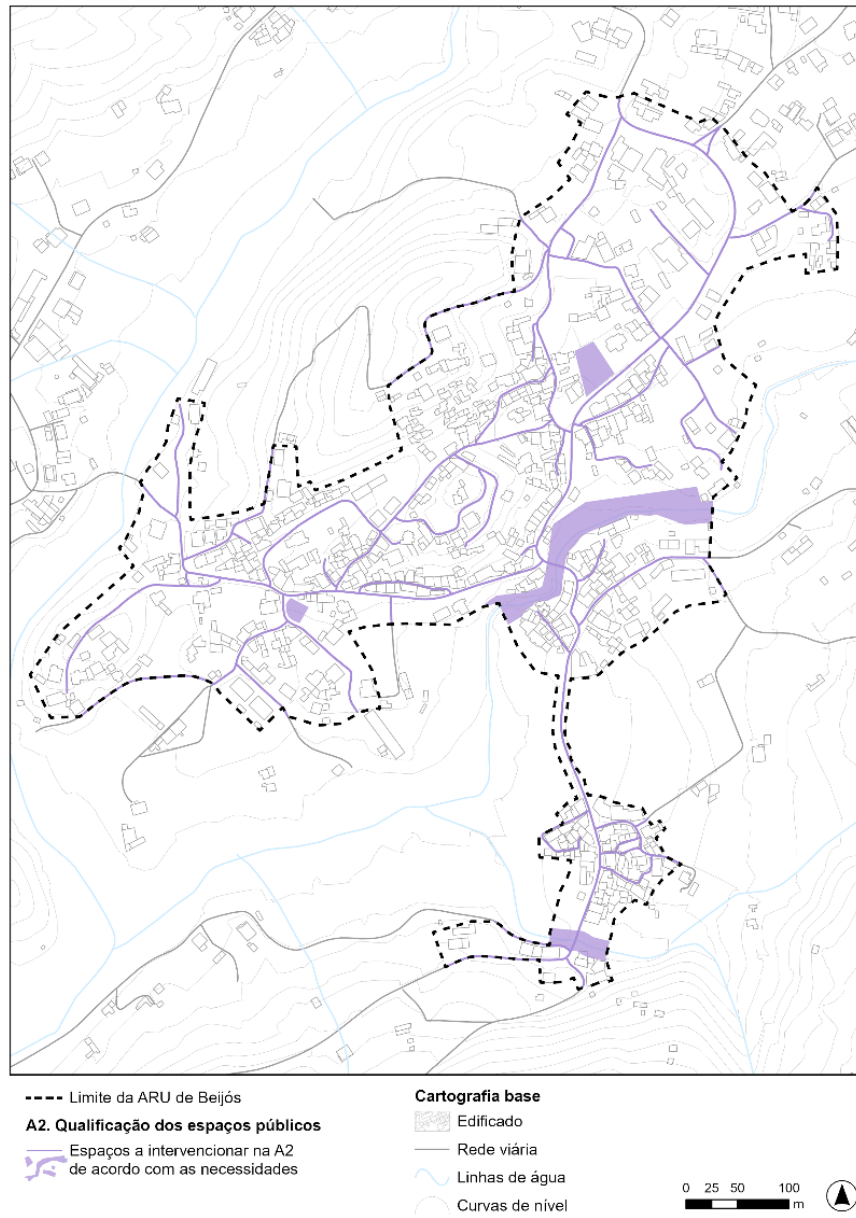 Limite da ARU de Beijós
A2. Qualificação dos espaços públicos
Espaços a intervencionar na A2
de acordo com as necessidades
Cartografia base
Edificado
Rede viária
Linhas de água
Curvas de nível
0 25 50 100
m